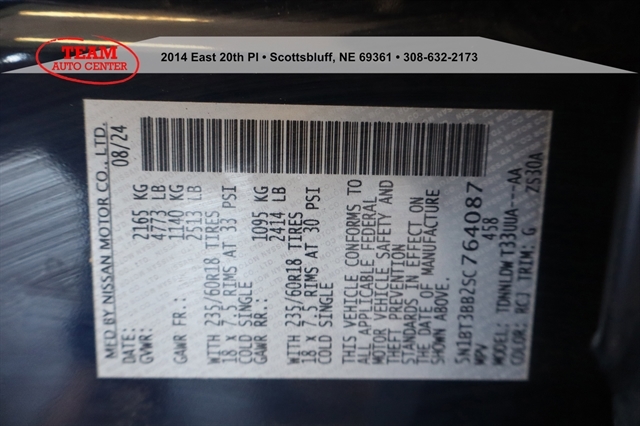 TEAM
AUTO CENTER
2014 East 20th Pl • Scottsbluff, NE 69361 • 308-632-2173
MFD BY NISSAN MOTOR CO., LTD.
DATE: 08/24
GVWR: 2165 KG
4773 LB
GAWR FR.: 1140 KG
2513 LB
WITH 235/60R18 TIRES
18 x 7.5 RIMS AT 33 PSI
COLD SINGLE
GAWR RR.: 1095 KG
2414 LB
WITH 235/60R18 TIRES
18 x 7.5 RIMS AT 30 PSI
COLD SINGLE
THIS VEHICLE CONFORMS TO
ALL APPLICABLE FEDERAL
MOTOR VEHICLE SAFETY AND
THEFT PREVENTION
STANDARDS IN EFFECT ON
THE DATE OF MANUFACTURE
SHOWN ABOVE.
5N1BT3BB2SC764087
MPV 458
MODEL: TDNNLDWT33UUA---AA
COLOR: RCJ TRIM: G ZS30A